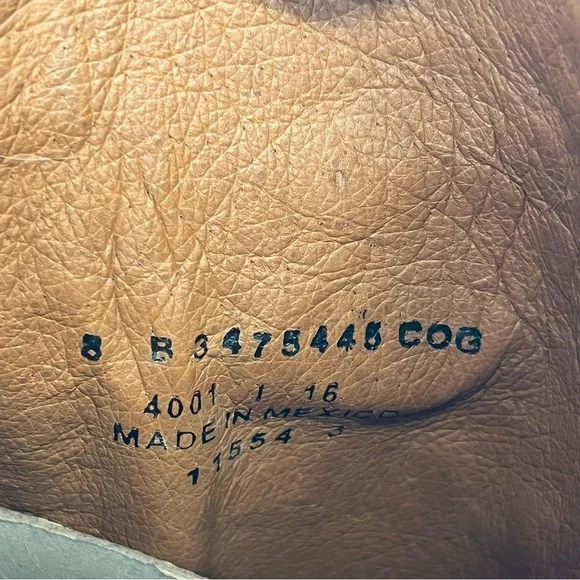 8 B 3475445 COG
4001 1 16
MADE IN MEXICO
11554 3